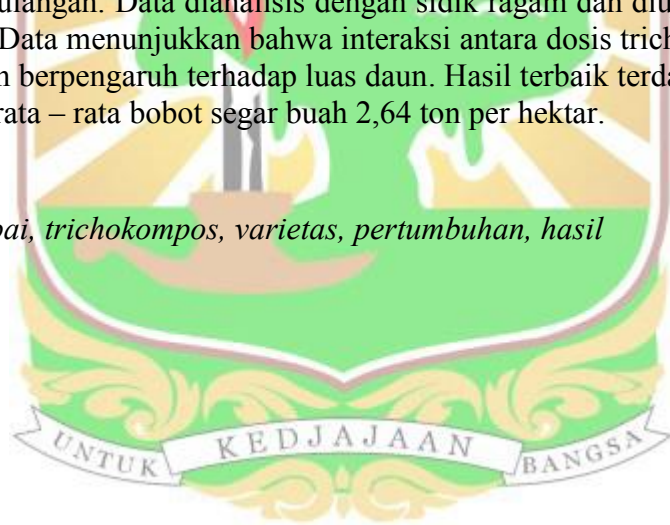 ulangan. Data dianalisis dengan sidik ragam dan diu
Data menunjukkan bahwa interaksi antara dosis trich
berpengaruh terhadap luas daun. Hasil terbaik terda
rata – rata bobot segar buah 2,64 ton per hektar.
bai, trichokompos, varietas, pertumbuhan, hasil
UNTUK KEDJAJAAN BANGSA